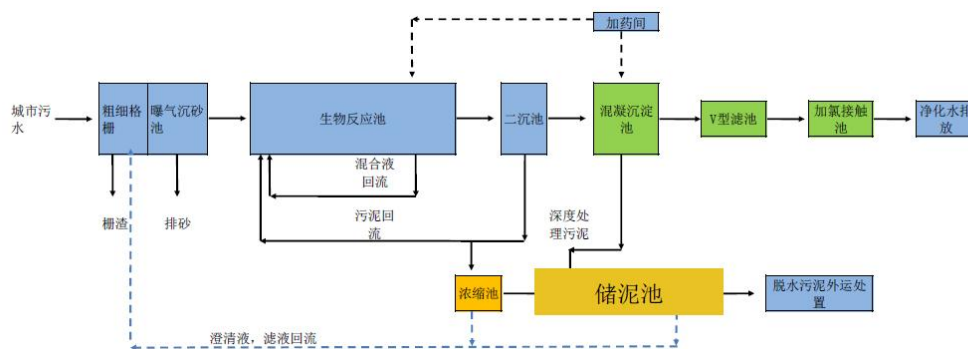 加药间
城市污
水
粗细格
栅
曝气沉砂
池
生物反应池
二沉池
混凝沉淀
池
V型滤池
加氯接触
池
净化水排
放
混合液
回流
栅渣
排砂
污泥回
流
深度处
理污泥
浓缩池
储泥池
脱水污泥外运处
置
澄清液，滤液回流